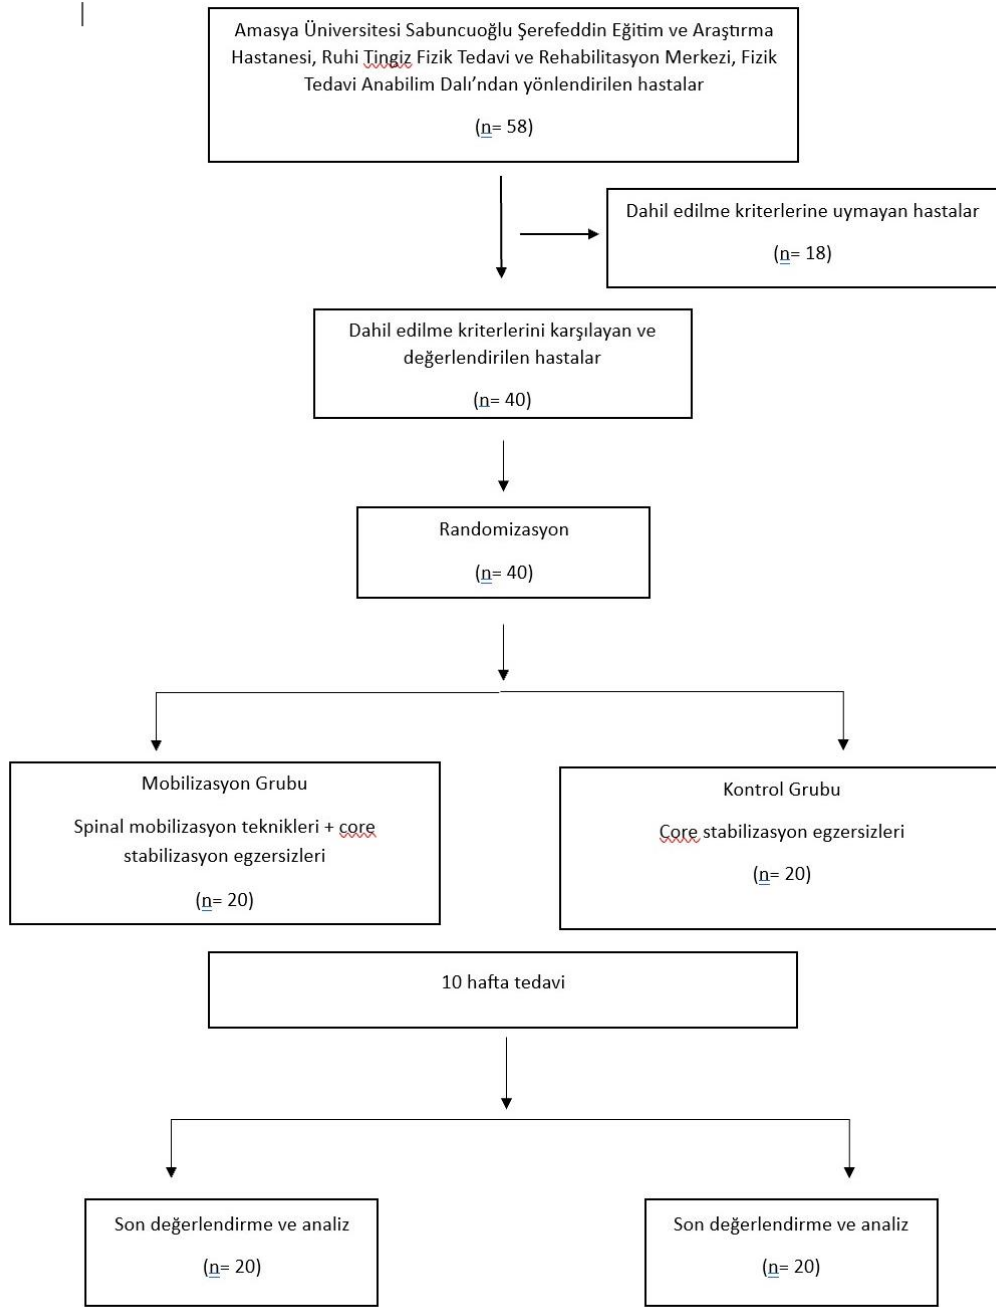 Amasya Üniversitesi Sabuncuoğlu Şerefeddin Eğitim ve Araştırma
Hastanesi, Ruhi Tingiz Fizik Tedavi ve Rehabilitasyon Merkezi, Fizik
Tedavi Anabilim Dalı’ndan yönlendirilen hastalar
(n= 58)
Dahil edilme kriterlerine uymayan hastalar
(n= 18)
Dahil edilme kriterlerini karşılayan ve
değerlendirilen hastalar
(n= 40)
Randomizasyon
(n= 40)
Mobilizasyon Grubu
Spinal mobilizasyon teknikleri + core
stabilizasyon egzersizleri
(n= 20)
Kontrol Grubu
Core stabilizasyon egzersizleri
(n= 20)
10 hafta tedavi
Son değerlendirme ve analiz
(n= 20)
Son değerlendirme ve analiz
(n= 20)